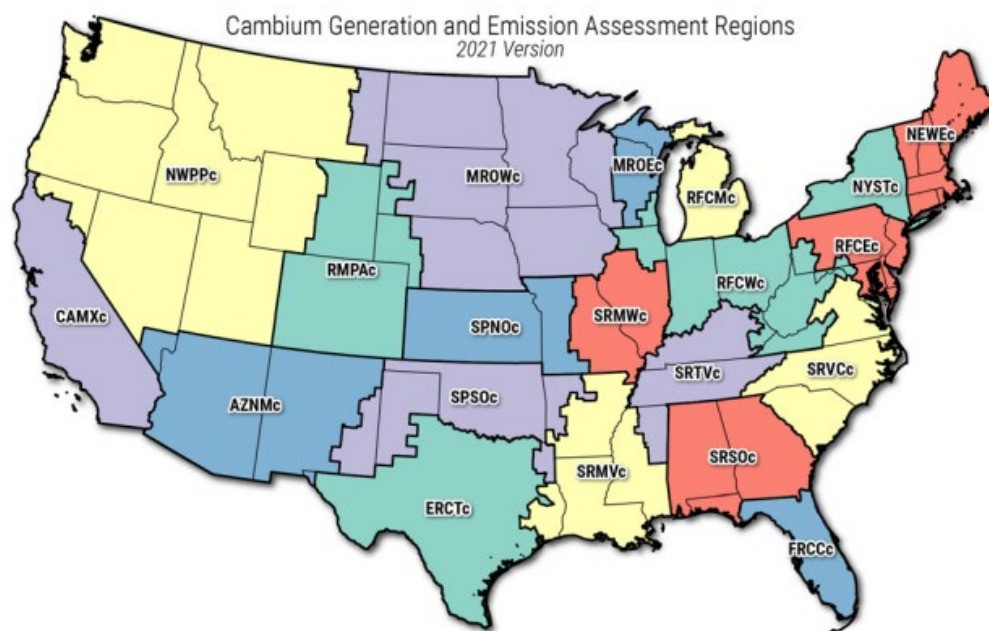 Cambium Generation and Emission Assessment Regions
2021 Version
NEWEc
NWPPc
MROWc
MROEc
RFCMc
NYSTc
RFCEc
RMPAc
RFCWc
CAMXc
SPNOc
SRMWc
SRTVc
SRVCc
AZNMc
SPSOc
SRMVc
SRSOc
ERCTc
FRCCc